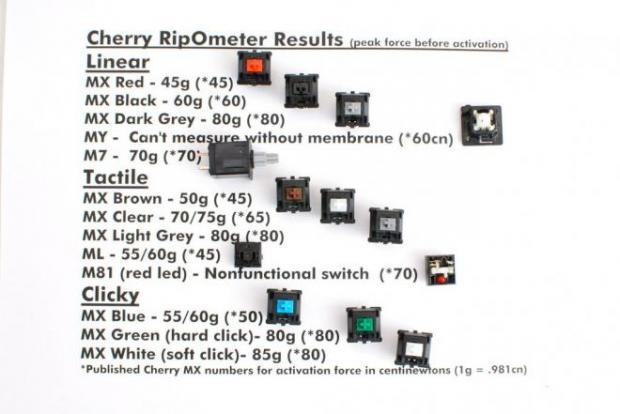 Cherry RipOmeter Results (peak force before activation)
Linear
MX Red - 45g (*45)
MX Black - 60g (*60)
MX Dark Grey - 80g (*80)
MY - Can't measure without membrane (*60cn)
M7 - 70g (*70)
Tactile
MX Brown - 50g (*45)
MX Clear - 70/75g (*65)
MX Light Grey - 80g (*80)
ML - 55/60g (*45)
M81 (red led) - Nonfunctional switch (*70)
Clicky
MX Blue - 55/60g (*50)
MX Green (hard click)- 80g (*80)
MX White (soft click)- 85g (*80)
*Published Cherry MX numbers for activation force in centinewtons (1g = .981cn)